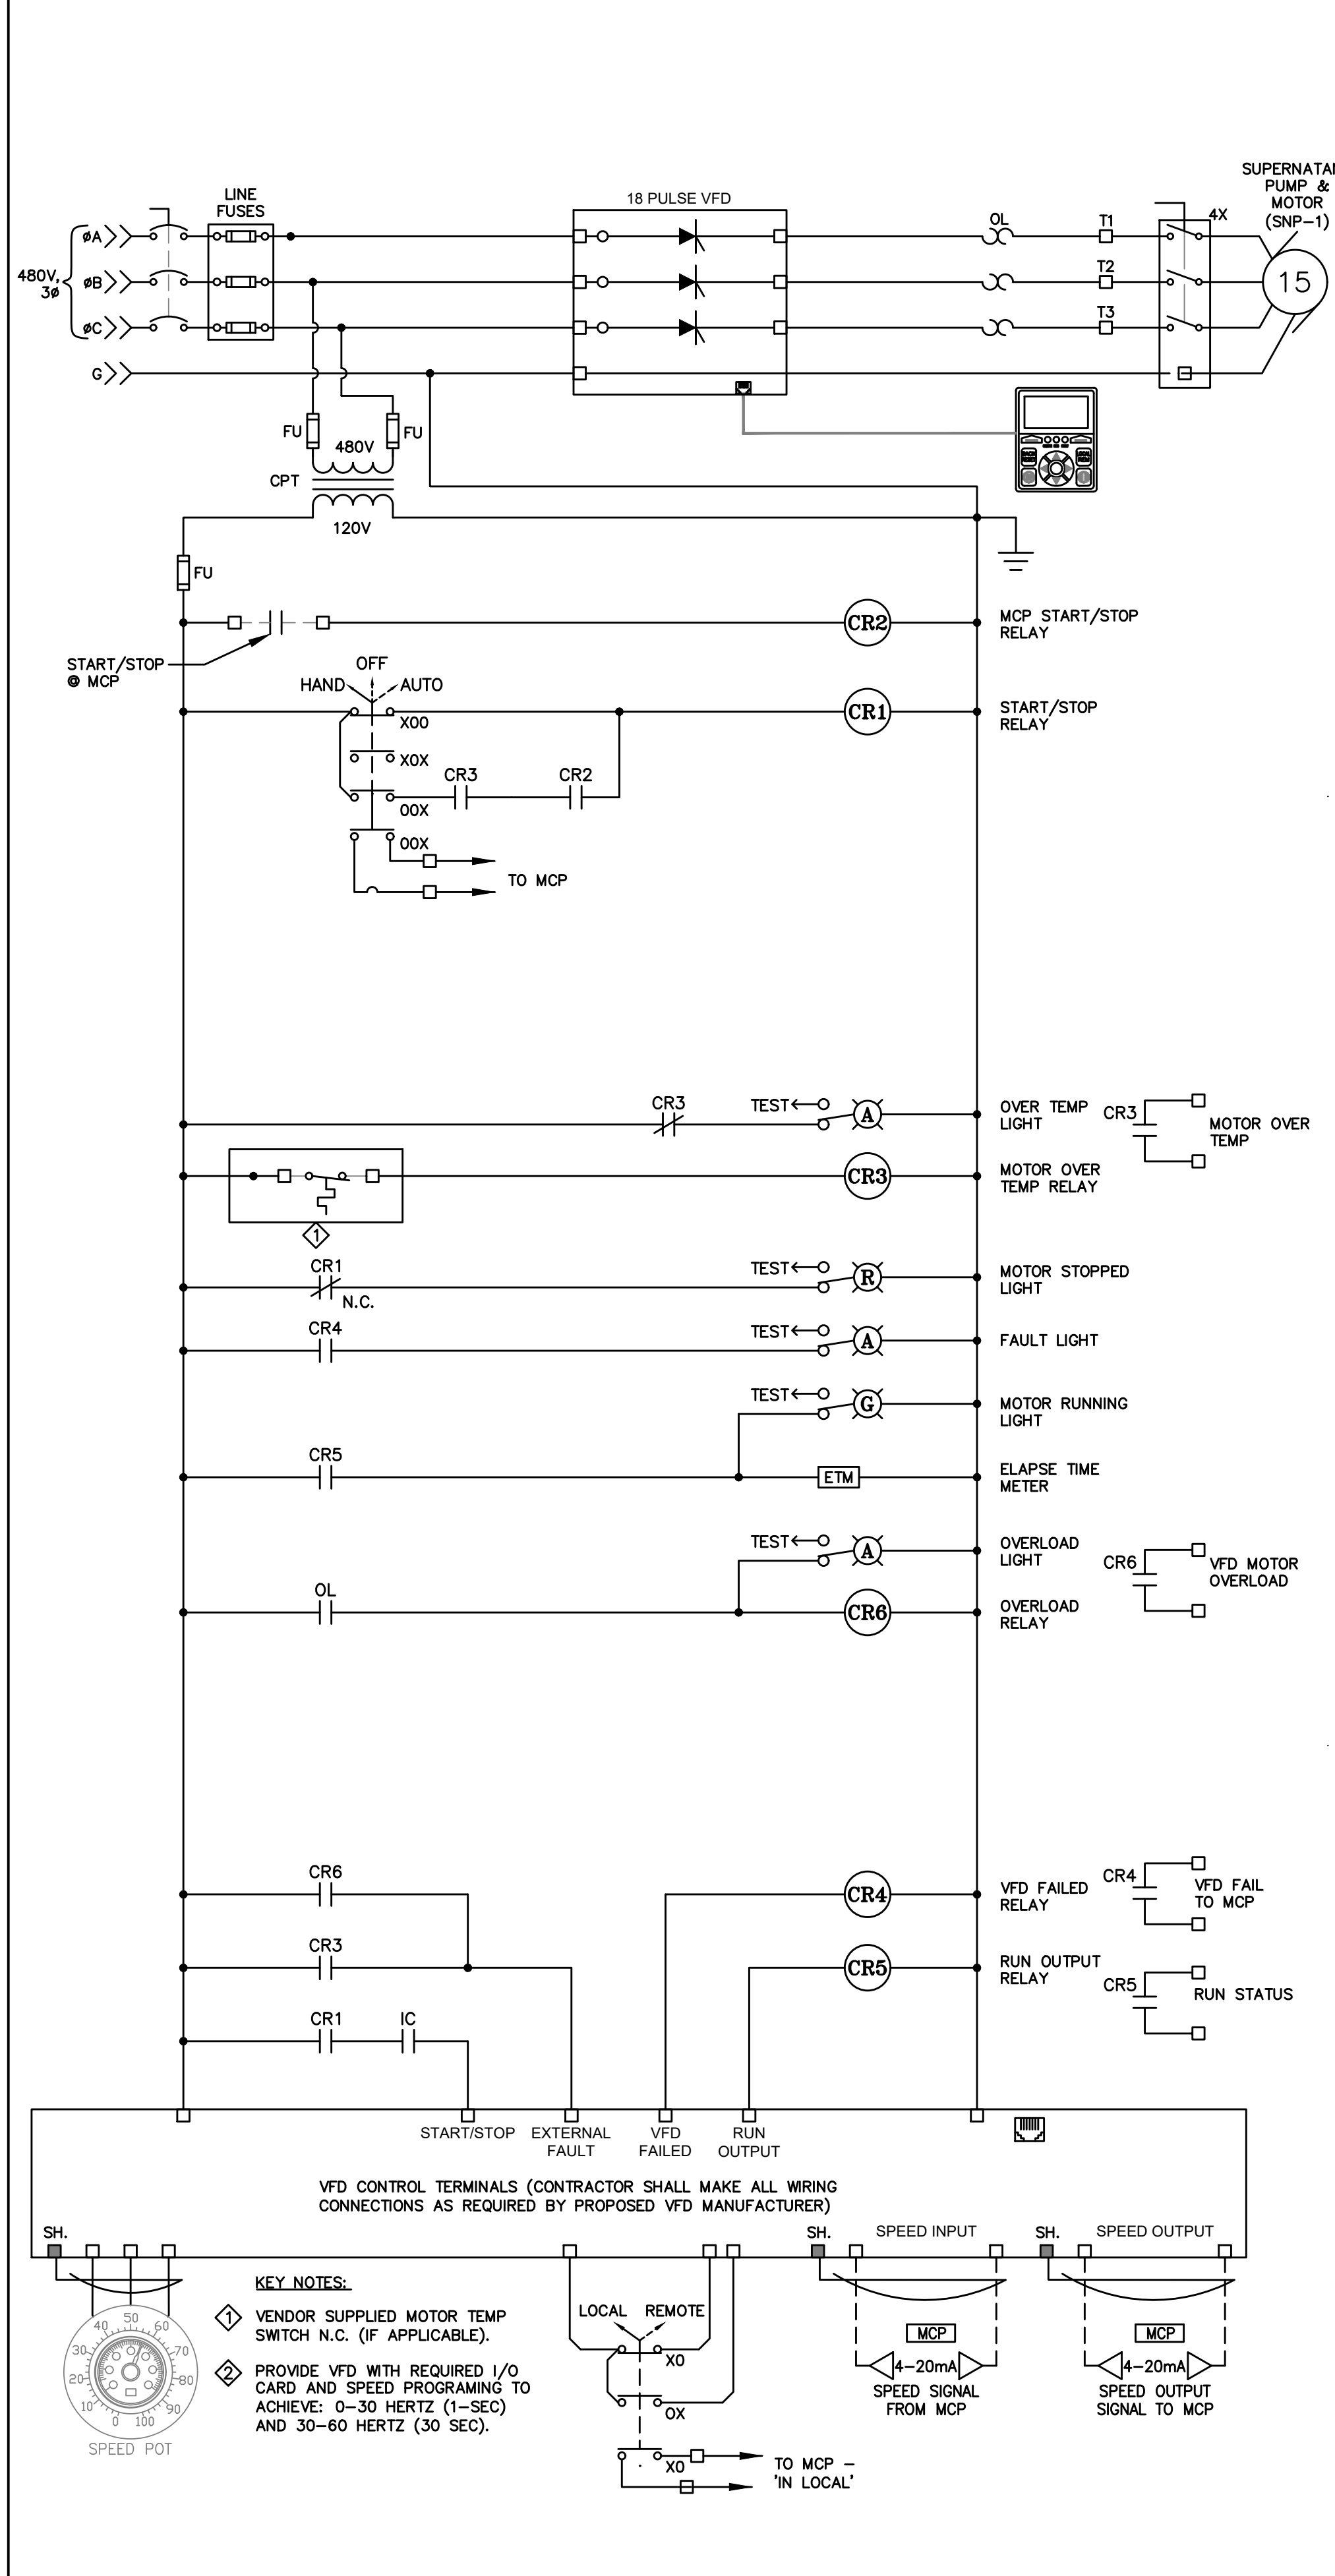 SUPERNATA
PUMP &
MOTOR
(SNP-1)
LINE
FUSES
18 PULSE VFD
OL
T1
4X
480V,
3ø
øA
øB
øC
G
T2
T3
15
FU
480V
FU
CPT
120V
FU
CR2
MCP START/STOP
RELAY
START/STOP
@ MCP
OFF
HAND
AUTO
X00
CR1
START/STOP
RELAY
X0X
CR3
CR2
00X
00X
TO MCP
CR3
TEST
A
OVER TEMP
LIGHT
CR3
MOTOR OVER
TEMP
CR3
MOTOR OVER
TEMP RELAY
1
CR1
N.C.
TEST
R
MOTOR STOPPED
LIGHT
CR4
TEST
A
FAULT LIGHT
TEST
G
MOTOR RUNNING
LIGHT
CR5
ETM
ELAPSE TIME
METER
TEST
A
OVERLOAD
LIGHT
CR6
VFD MOTOR
OVERLOAD
OL
CR6
OVERLOAD
RELAY
CR6
CR4
VFD FAILED
RELAY
CR4
VFD FAIL
TO MCP
CR3
CR5
RUN OUTPUT
RELAY
CR5
RUN STATUS
CR1
IC
START/STOP
EXTERNAL
FAULT
VFD
FAILED
RUN
OUTPUT
VFD CONTROL TERMINALS (CONTRACTOR SHALL MAKE ALL WIRING
CONNECTIONS AS REQUIRED BY PROPOSED VFD MANUFACTURER)
SH.
SH.
SPEED INPUT
SH.
SPEED OUTPUT
KEY NOTES:
1
VENDOR SUPPLIED MOTOR TEMP
SWITCH N.C. (IF APPLICABLE).
2
PROVIDE VFD WITH REQUIRED I/O
CARD AND SPEED PROGRAMING TO
ACHIEVE: 0-30 HERTZ (1-SEC)
AND 30-60 HERTZ (30 SEC).
0
10
20
30
40
50
60
70
80
90
100
SPEED POT
LOCAL
REMOTE
X0
0X
X0
TO MCP -
'IN LOCAL'
MCP
4-20mA
SPEED SIGNAL
FROM MCP
MCP
4-20mA
SPEED OUTPUT
SIGNAL TO MCP